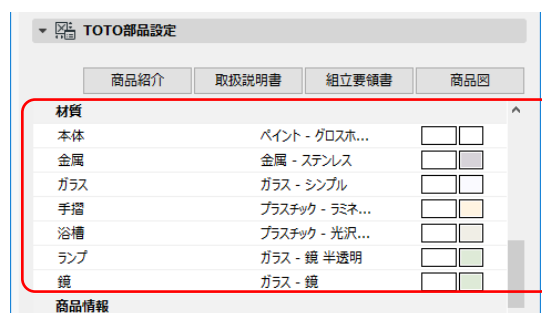 TOTO部品設定
商品紹介 取扱説明書 組立要領書 商品図
材質
本体 ペイント - グロスホ...
金属 金属 - ステンレス
ガラス ガラス - シンプル
手摺 プラスチック - ラミネ...
浴槽 プラスチック - 光沢...
ランプ ガラス - 鏡 半透明
鏡 ガラス - 鏡
商品情報